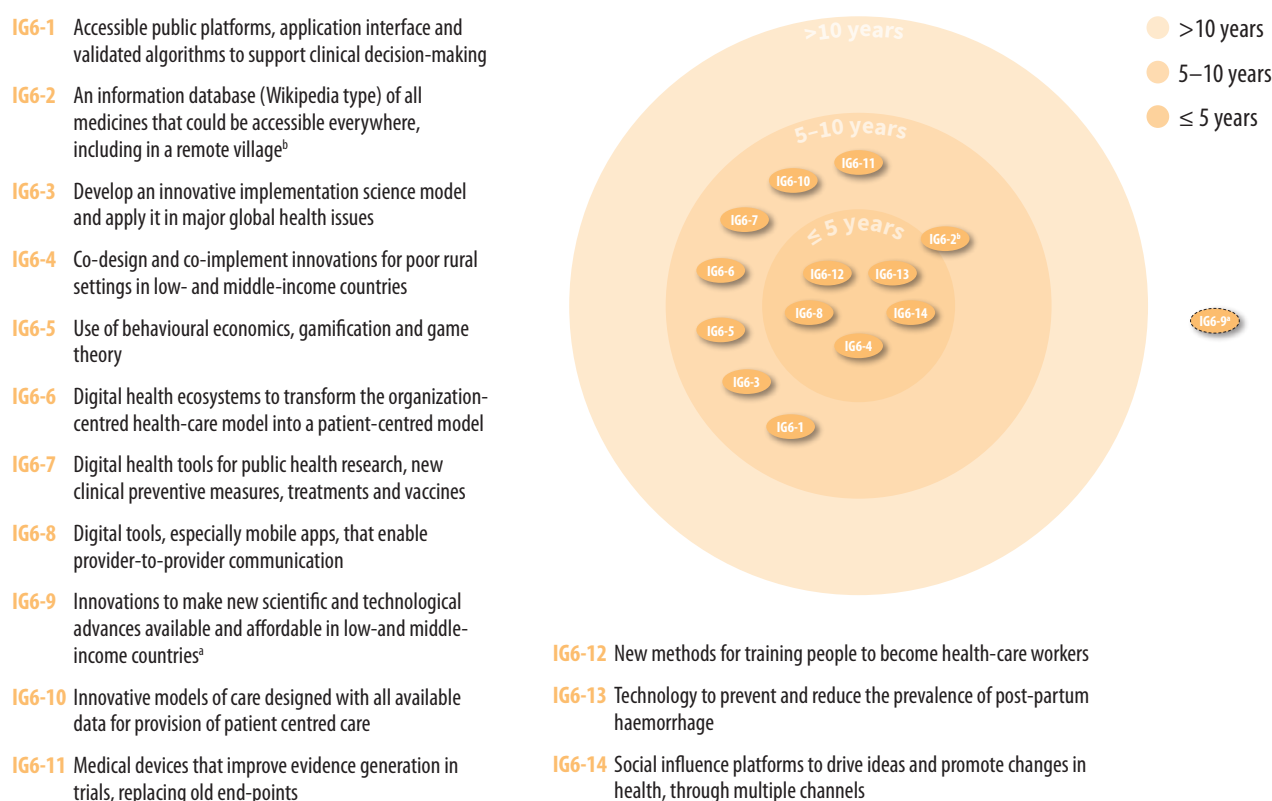 IG6-1 Accessible public platforms, application interface and
validated algorithms to support clinical decision-making
IG6-2 An information database (Wikipedia type) of all
medicines that could be accessible everywhere,
including in a remote villageᵇ
IG6-3 Develop an innovative implementation science model
and apply it in major global health issues
IG6-4 Co-design and co-implement innovations for poor rural
settings in low- and middle-income countries
IG6-5 Use of behavioural economics, gamification and game
theory
IG6-6 Digital health ecosystems to transform the organization-
centred health-care model into a patient-centred model
IG6-7 Digital health tools for public health research, new
clinical preventive measures, treatments and vaccines
IG6-8 Digital tools, especially mobile apps, that enable
provider-to-provider communication
IG6-9 Innovations to make new scientific and technological
advances available and affordable in low-and middle-
income countriesᵃ
IG6-10 Innovative models of care designed with all available
data for provision of patient centred care
IG6-11 Medical devices that improve evidence generation in
trials, replacing old end-points
>10 years
5–10 years
IG6-11
IG6-10
IG6-7
≤ 5 years
IG6-2ᵇ
IG6-6
IG6-12
IG6-13
IG6-8
IG6-14
IG6-5
IG6-4
IG6-3
IG6-1
IG6-9ᵃ
>10 years
5–10 years
≤ 5 years
IG6-12 New methods for training people to become health-care workers
IG6-13 Technology to prevent and reduce the prevalence of post-partum
haemorrhage
IG6-14 Social influence platforms to drive ideas and promote changes in
health, through multiple channels